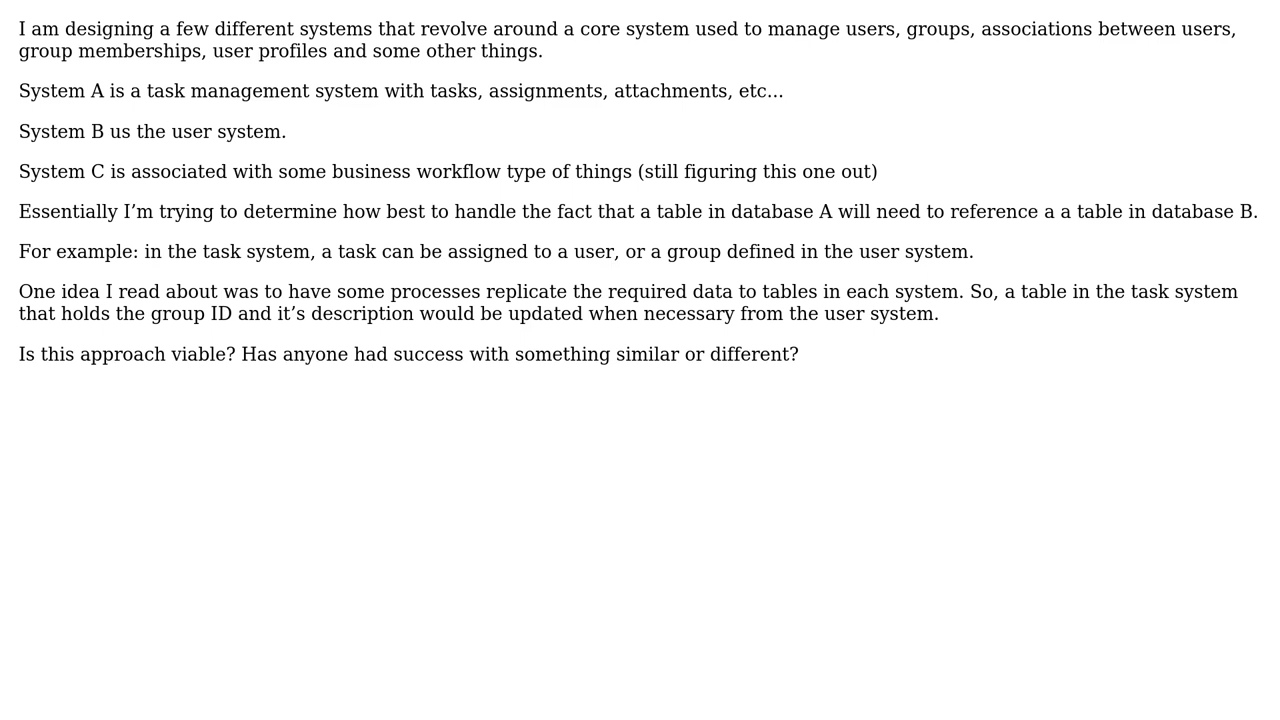 I am designing a few different systems that revolve around a core system used to manage users, groups, associations between users,
group memberships, user profiles and some other things.
System A is a task management system with tasks, assignments, attachments, etc...
System B us the user system.
System C is associated with some business workflow type of things (still figuring this one out)
Essentially I’m trying to determine how best to handle the fact that a table in database A will need to reference a a table in database B.
For example: in the task system, a task can be assigned to a user, or a group defined in the user system.
One idea I read about was to have some processes replicate the required data to tables in each system. So, a table in the task system
that holds the group ID and it’s description would be updated when necessary from the user system.
Is this approach viable? Has anyone had success with something similar or different?